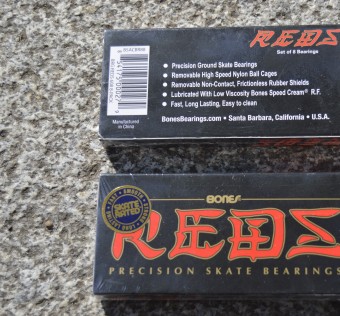 REDS
Set of 8 Bearings
• Precision Ground Skate Bearings
• Removable High Speed Nylon Ball Cages
• Removable Non-Contact, Frictionless Rubber Shields
• Lubricated With Low Viscosity Bones Speed Cream® R.F.
• Fast, Long Lasting, Easy to clean
Manufactured
in China
BonesBearings.com • Santa Barbara, California • U.S.A.
BONES
SKATE
RATED
REDS
PRECISION SKATE BEARINGS